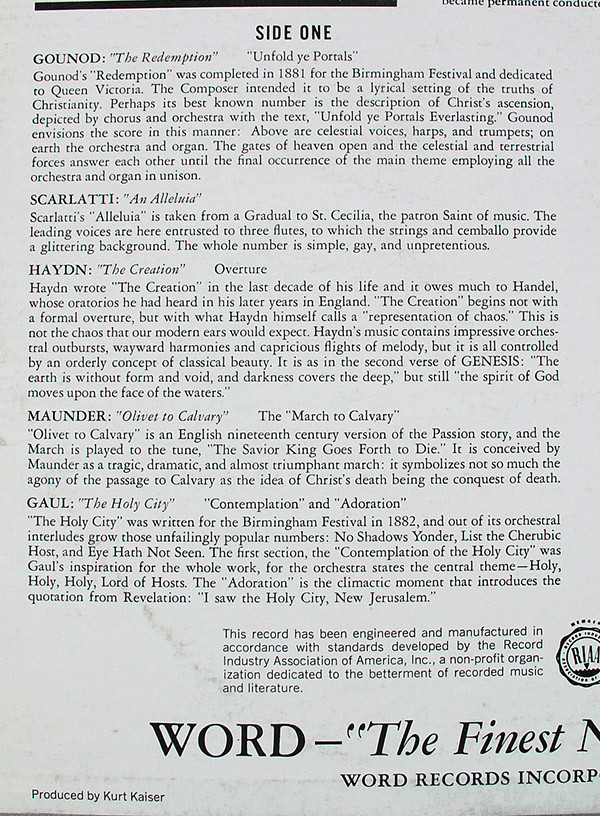 became permanent conducto
SIDE ONE
GOUNOD: "The Redemption" "Unfold ye Portals"
Gounod's "Redemption" was completed in 1881 for the Birmingham Festival and dedicated
to Queen Victoria. The Composer intended it to be a lyrical setting of the truths of
Christianity. Perhaps its best known number is the description of Christ's ascension,
depicted by chorus and orchestra with the text, "Unfold ye Portals Everlasting." Gounod
envisions the score in this manner: Above are celestial voices, harps, and trumpets; on
earth the orchestra and organ. The gates of heaven open and the celestial and terrestrial
forces answer each other until the final occurrence of the main theme employing all the
orchestra and organ in unison.
SCARLATTI: "An Alleluia"
Scarlatti's "Alleluia" is taken from a Gradual to St. Cecilia, the patron Saint of music. The
leading voices are here entrusted to three flutes, to which the strings and cemballo provide
a glittering background. The whole number is simple, gay, and unpretentious.
HAYDN: "The Creation" Overture
Haydn wrote "The Creation" in the last decade of his life and it owes much to Handel,
whose oratorios he had heard in his later years in England. "The Creation" begins not with
a formal overture, but with what Haydn himself calls a "representation of chaos." This is
not the chaos that our modern ears would expect. Haydn's music contains impressive orches-
tral outbursts, wayward harmonies and capricious flights of melody, but it is all controlled
by an orderly concept of classical beauty. It is as in the second verse of GENESIS: "The
earth is without form and void, and darkness covers the deep," but still "the spirit of God
moves upon the face of the waters."
MAUNDER: "Olivet to Calvary" The "March to Calvary"
"Olivet to Calvary" is an English nineteenth century version of the Passion story, and the
March is played to the tune, "The Savior King Goes Forth to Die." It is conceived by
Maunder as a tragic, dramatic, and almost triumphant march: it symbolizes not so much the
agony of the passage to Calvary as the idea of Christ's death being the conquest of death.
GAUL: "The Holy City" "Contemplation" and "Adoration"
"The Holy City" was written for the Birmingham Festival in 1882, and out of its orchestral
interludes grow those unfailingly popular numbers: No Shadows Yonder, List the Cherubic
Host, and Eye Hath Not Seen. The first section, the "Contemplation of the Holy City" was
Gaul's inspiration for the whole work, for the orchestra states the central theme—Holy,
Holy, Holy, Lord of Hosts. The "Adoration" is the climactic moment that introduces the
quotation from Revelation: "I saw the Holy City, New Jerusalem."
This record has been engineered and manufactured in
accordance with standards developed by the Record
Industry Association of America, Inc., a non-profit organ-
ization dedicated to the betterment of recorded music
and literature.
RIAA
WORD–"The Finest N
WORD RECORDS INCORP
Produced by Kurt Kaiser